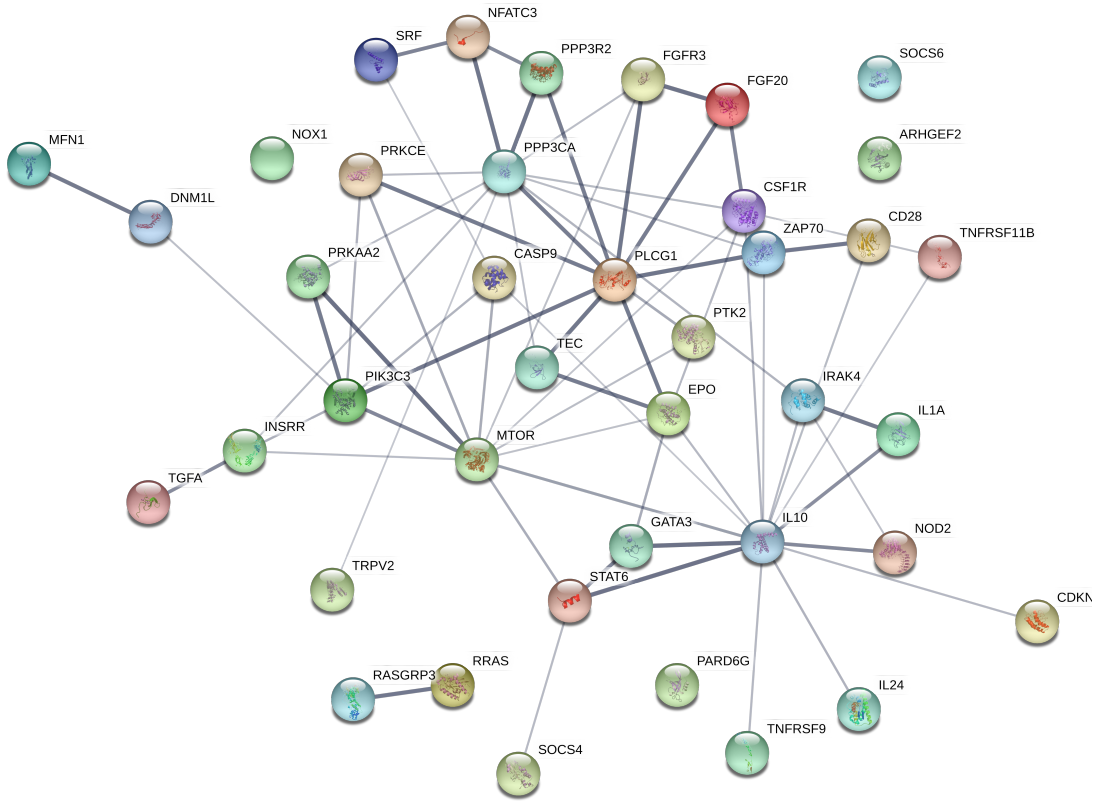 NFATC3
SRF
PPP3R2
SOCS6
FGFR3
FGF20
NOX1
ARHGEF2
MFN1
PRKCE
PPP3CA
CSF1R
DNM1L
CD28
ZAP70
TNFRSF11B
PRKAA2
CASP9
PLCG1
PTK2
TEC
PIK3C3
IRAK4
EPO
IL1A
INSRR
MTOR
TGFA
IL10
GATA3
NOD2
TRPV2
STAT6
CDKN
RASGRP3
RRAS
PARD6G
IL24
TNFRSF9
SOCS4